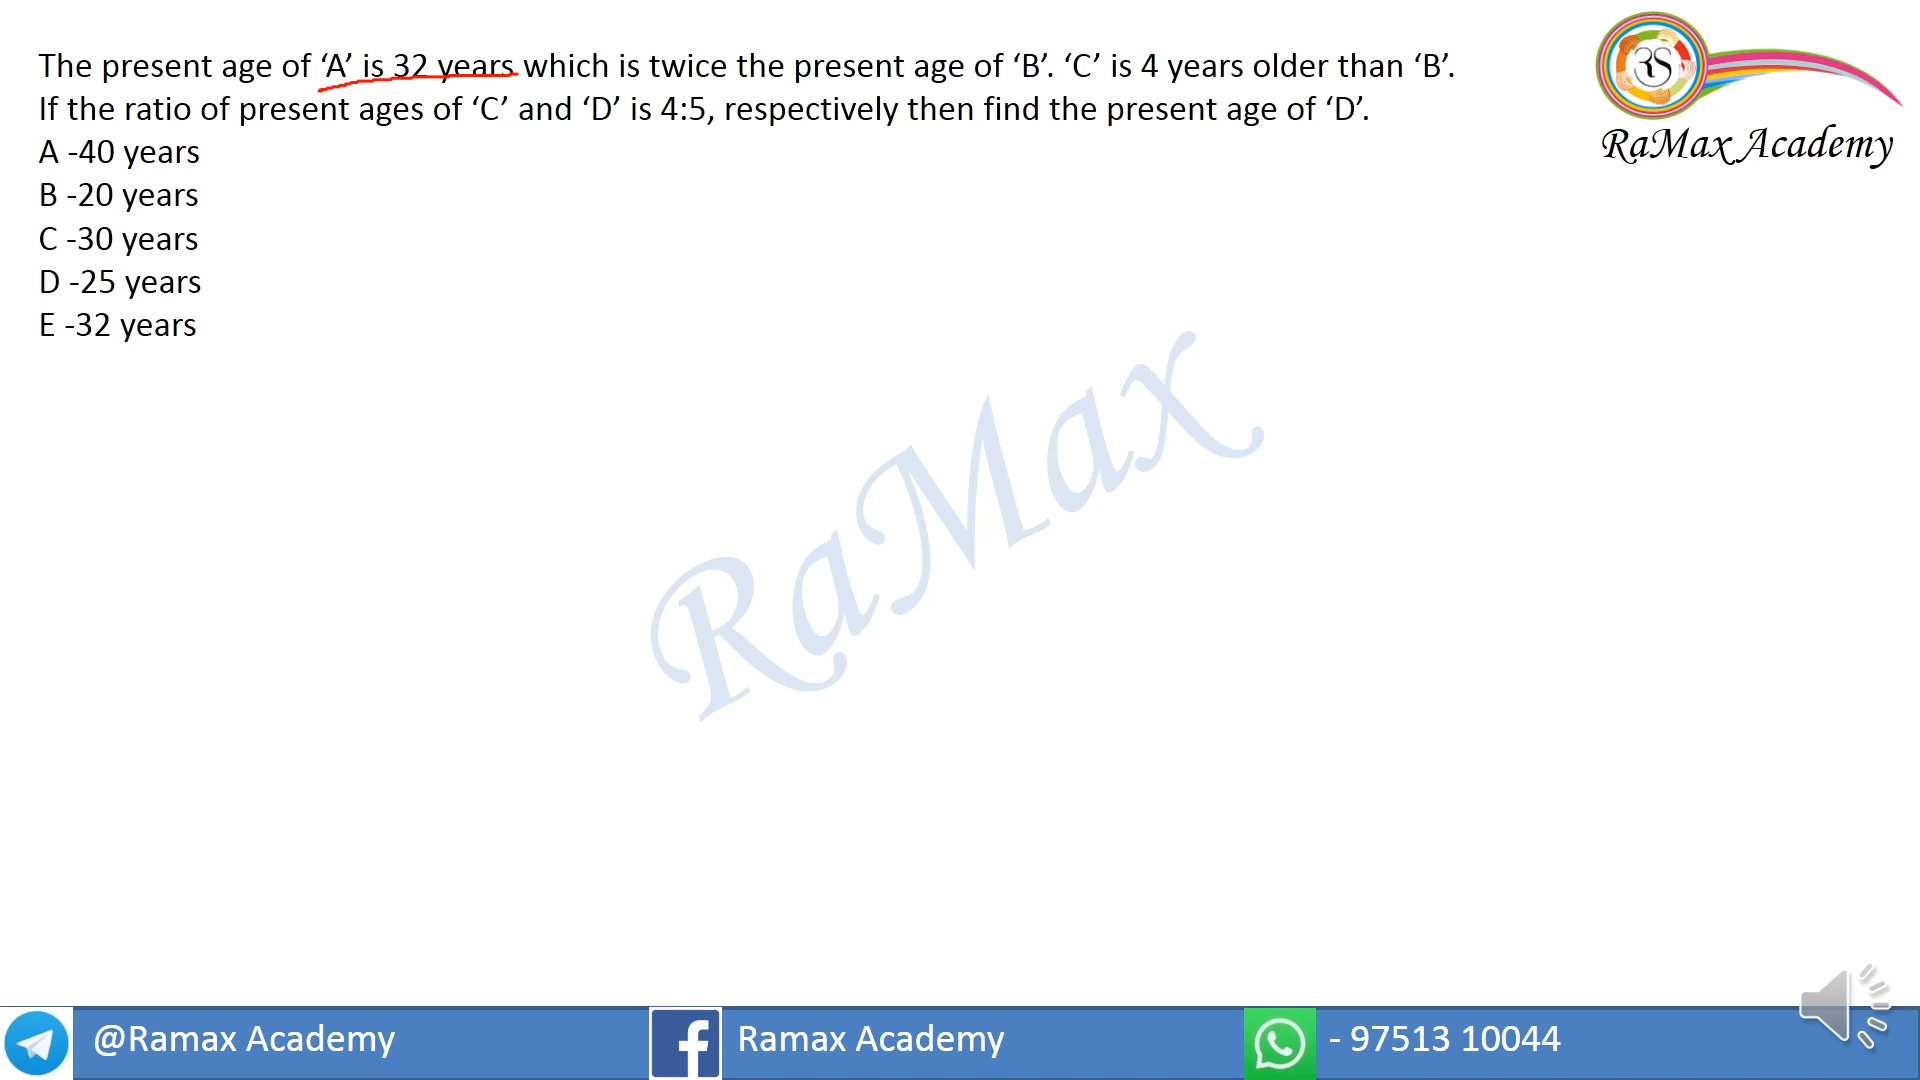 The present age of ‘A’ is 32 years which is twice the present age of ‘B’. ‘C’ is 4 years older than ‘B’.
If the ratio of present ages of ‘C’ and ‘D’ is 4:5, respectively then find the present age of ‘D’.
A -40 years
B -20 years
C -30 years
D -25 years
E -32 years
RS
RaMax Academy
RaMax
@Ramax Academy
Ramax Academy
- 97513 10044